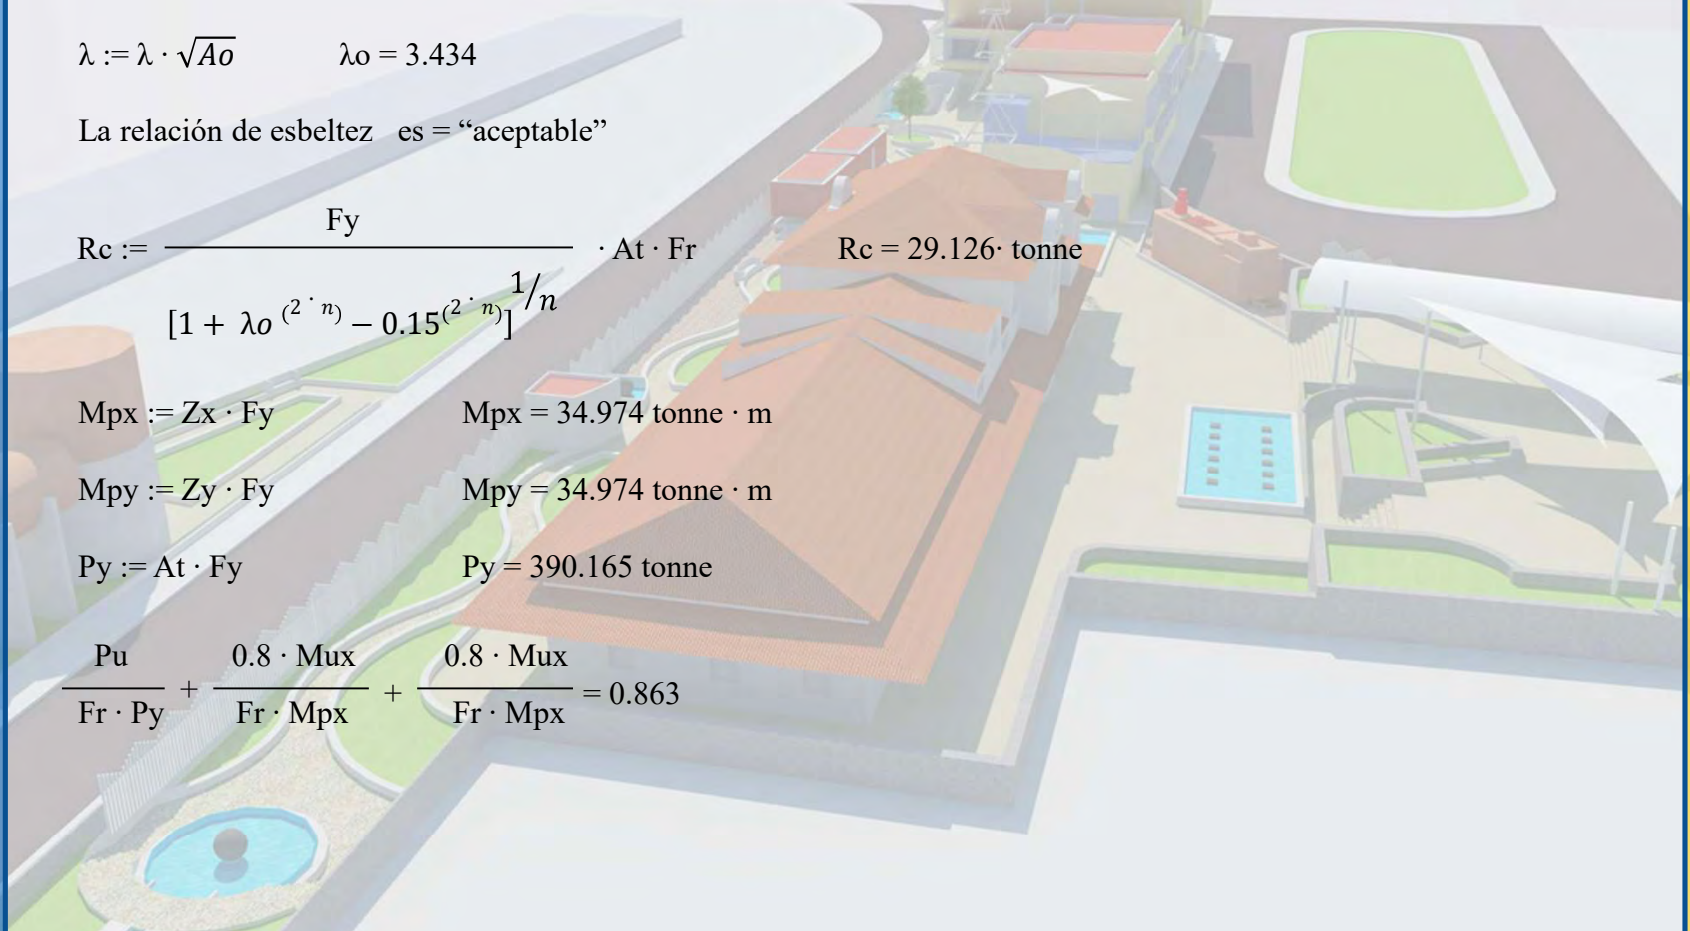 λ := λ · √Ao λo = 3.434
La relación de esbeltez es = “aceptable”
Rc := Fy / [1 + λo^(2 · n) − 0.15^(2 · n)]^1/n · At · Fr Rc = 29.126· tonne
Mpx := Zx · Fy Mpx = 34.974 tonne · m
Mpy := Zy · Fy Mpy = 34.974 tonne · m
Py := At · Fy Py = 390.165 tonne
Pu / Fr · Py + 0.8 · Mux / Fr · Mpx + 0.8 · Mux / Fr · Mpx = 0.863